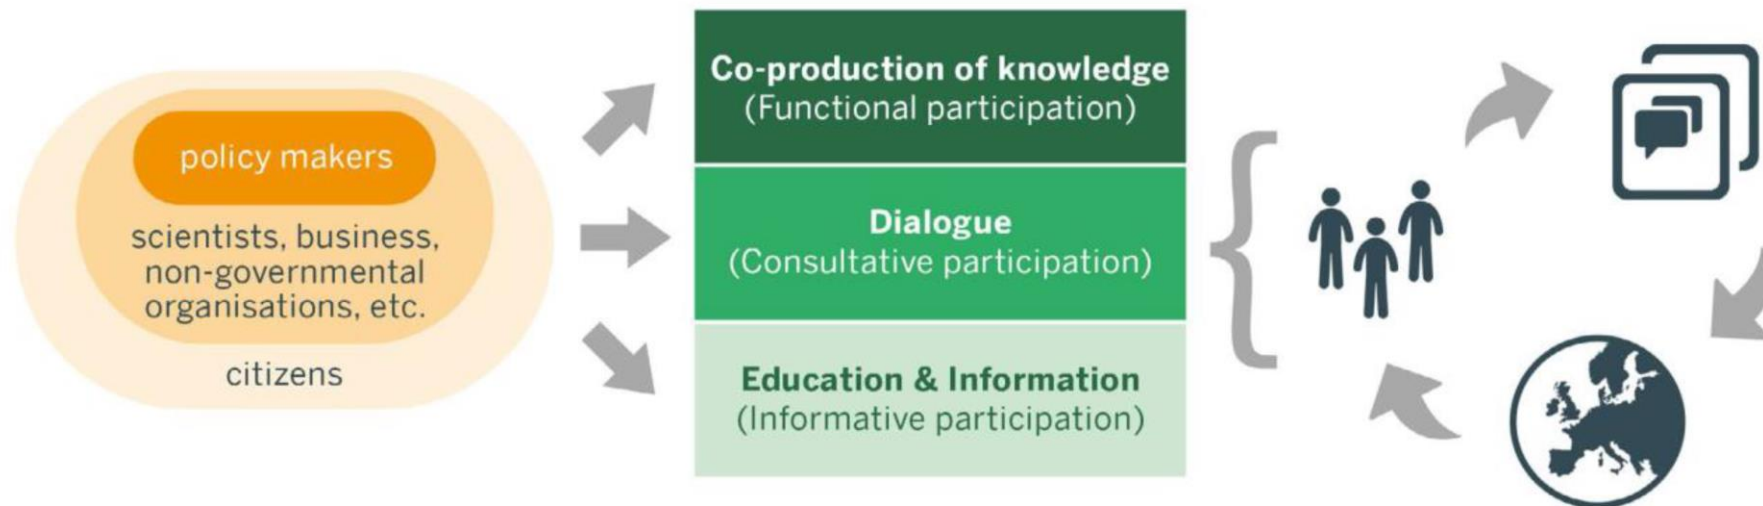 policy makers
scientists, business,
non-governmental
organisations, etc.
citizens
Co-production of knowledge
(Functional participation)
Dialogue
(Consultative participation)
Education & Information
(Informative participation)